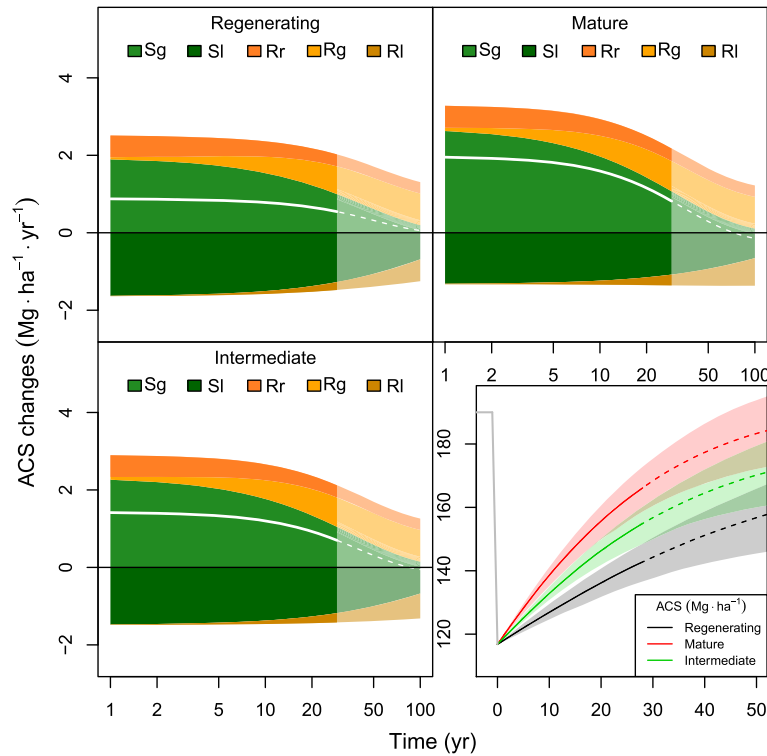 Regenerating
Sg Sl Rr Rg Rl
Mature
Sg Sl Rr Rg Rl
4
2
0
−2
ACS changes (Mg · ha−1 · yr−1)
1 2 5 10 20 50 100
Intermediate
Sg Sl Rr Rg Rl
4
2
0
−2
180
160
140
120
ACS (Mg · ha−1)
Regenerating
Mature
Intermediate
1 2 5 10 20 50 100
0 10 20 30 40 50
Time (yr)